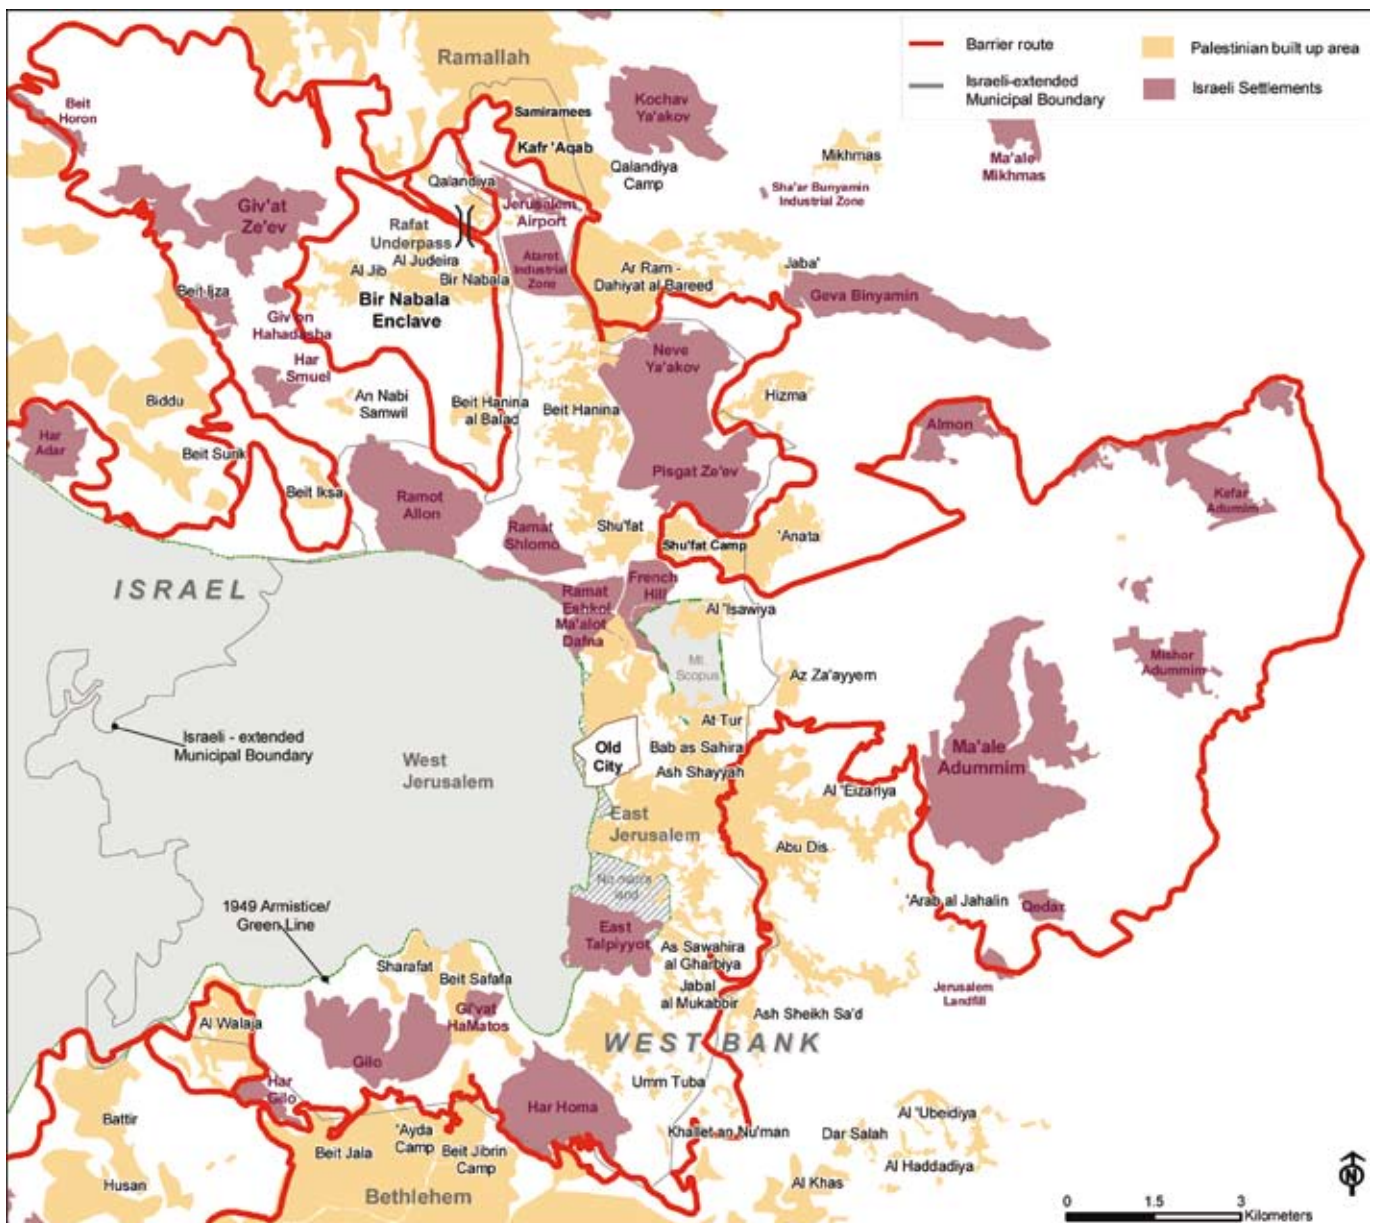 Ramallah
Barrier route
Israeli-extended
Municipal Boundary
Palestinian built up area
Israeli Settlements
Beit
Horon
Samiramees
Kochav
Ya'akov
Kafr 'Aqab
Qalandiya
Camp
Mikhmas
Ma'ale
Mikhmas
Sha'ar Bunyamin
Industrial Zone
Qalandiya
Jerusalem
Airport
Giv'at
Ze'ev
Rafat
Underpass
Al Judeira
Al Jib
Bir Nabala
Atarot
Industrial
Zone
Ar Ram -
Dahiyat al Bareed
Jaba'
Geva Binyamin
Beit Ijza
Bir Nabala
Enclave
Giv'on
Hahadasha
Har
Smuel
Neve
Ya'akov
Biddu
An Nabi
Samwil
Beit Hanina
al Balad
Beit Hanina
Hizma
Har
Adar
Almon
Beit Surik
Beit Iksa
Ramot
Allon
Pisgat Ze'ev
Kefar
Adumim
Ramat
Shlomo
Shu'fat
Shu'fat Camp
'Anata
ISRAEL
French
Hill
Ramat
Eshkol
Ma'alot
Dafna
Al 'Isawiya
Mt.
Scopus
Az Za'ayyem
Mishor
Adummim
At Tur
Israeli - extended
Municipal Boundary
West
Jerusalem
Old
City
Bab as Sahira
Ash Shayyah
Ma'ale
Adummim
Al 'Eizariya
East
Jerusalem
Abu Dis
No man's
land
1949 Armistice/
Green Line
'Arab al Jahalin
Qedar
East
Talpiyyot
As Sawahira
al Gharbiya
Sharafat
Beit Safafa
Jabal
al Mukabbir
Jerusalem
Landfill
Gi'vat
HaMatos
Ash Sheikh Sa'd
Al Walaja
WEST BANK
Gilo
Har
Gilo
Umm Tuba
Har Homa
Battir
'Ayda
Camp
Beit Jala
Beit Jibrin
Camp
Khallet an Nu'man
Dar Salah
Al 'Ubeidiya
Al Haddadiya
Husan
Bethlehem
Al Khas
N
0 1.5 3
Kilometers